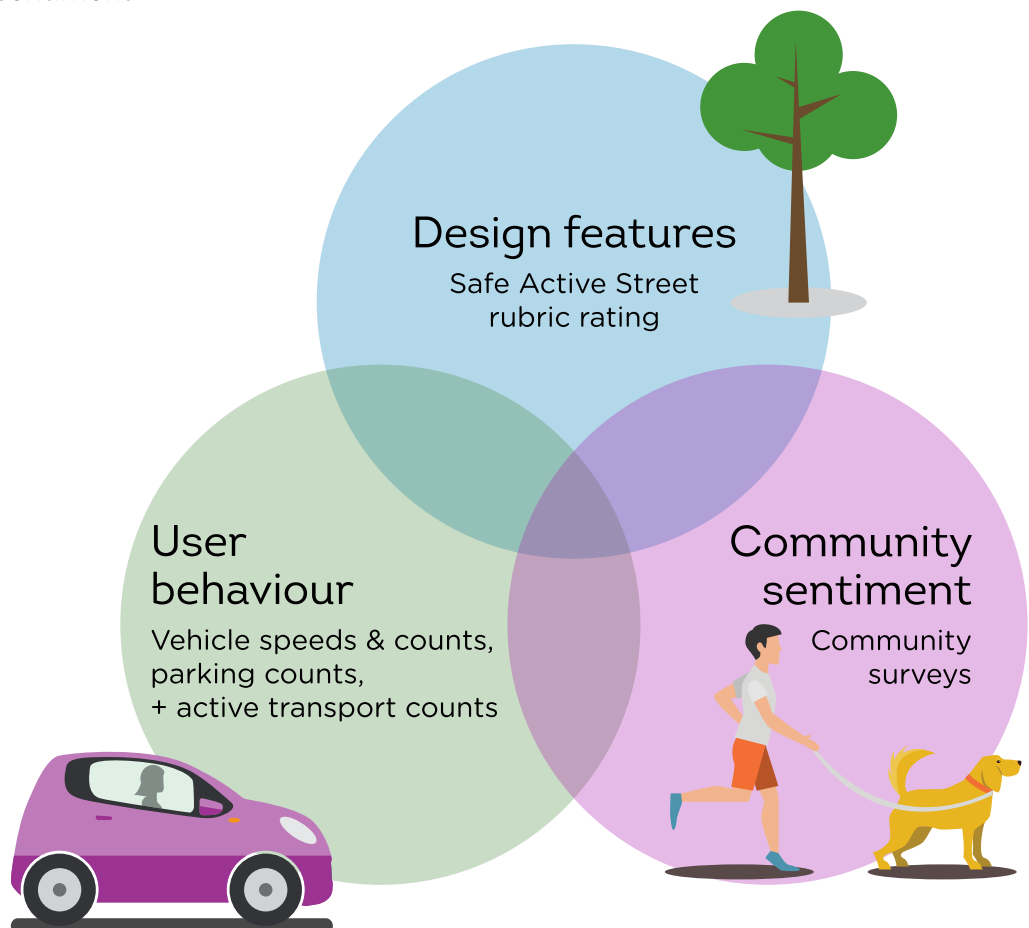 Design features
Safe Active Street
rubric rating
User
behaviour
Vehicle speeds & counts,
parking counts,
+ active transport counts
Community
sentiment
Community
surveys